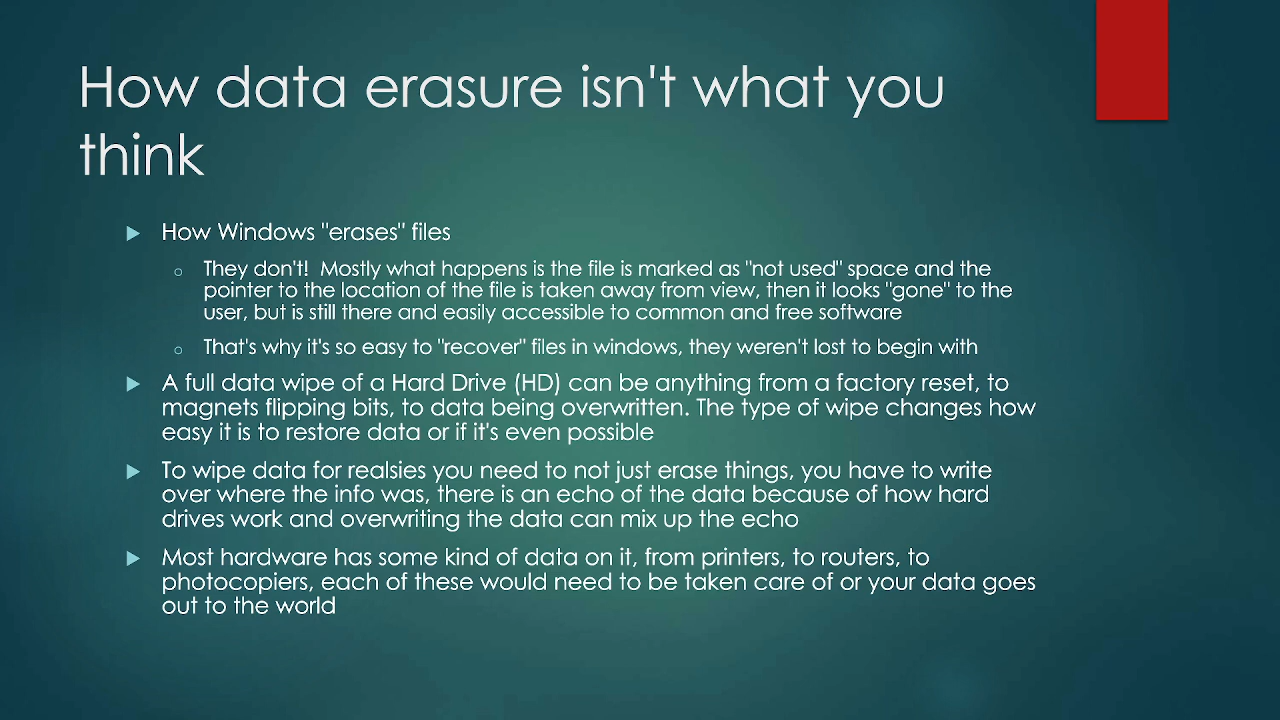 How data erasure isn't what you
think
How Windows "erases" files
They don't! Mostly what happens is the file is marked as "not used" space and the
pointer to the location of the file is taken away from view, then it looks "gone" to the
user, but is still there and easily accessible to common and free software
That's why it's so easy to "recover" files in windows, they weren't lost to begin with
A full data wipe of a Hard Drive (HD) can be anything from a factory reset, to
magnets flipping bits, to data being overwritten. The type of wipe changes how
easy it is to restore data or if it's even possible
To wipe data for realsies you need to not just erase things, you have to write
over where the info was, there is an echo of the data because of how hard
drives work and overwriting the data can mix up the echo
Most hardware has some kind of data on it, from printers, to routers, to
photocopiers, each of these would need to be taken care of or your data goes
out to the world